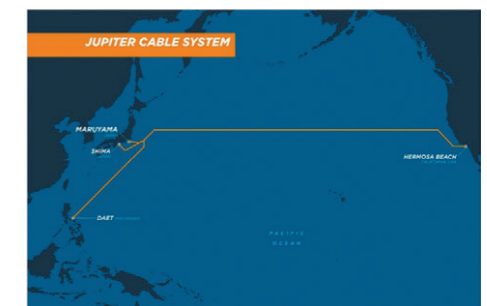 JUPITER CABLE SYSTEM
MARUYAMA
SHIMA
HERMOSA BEACH
DAET
PACIFIC
OCEAN